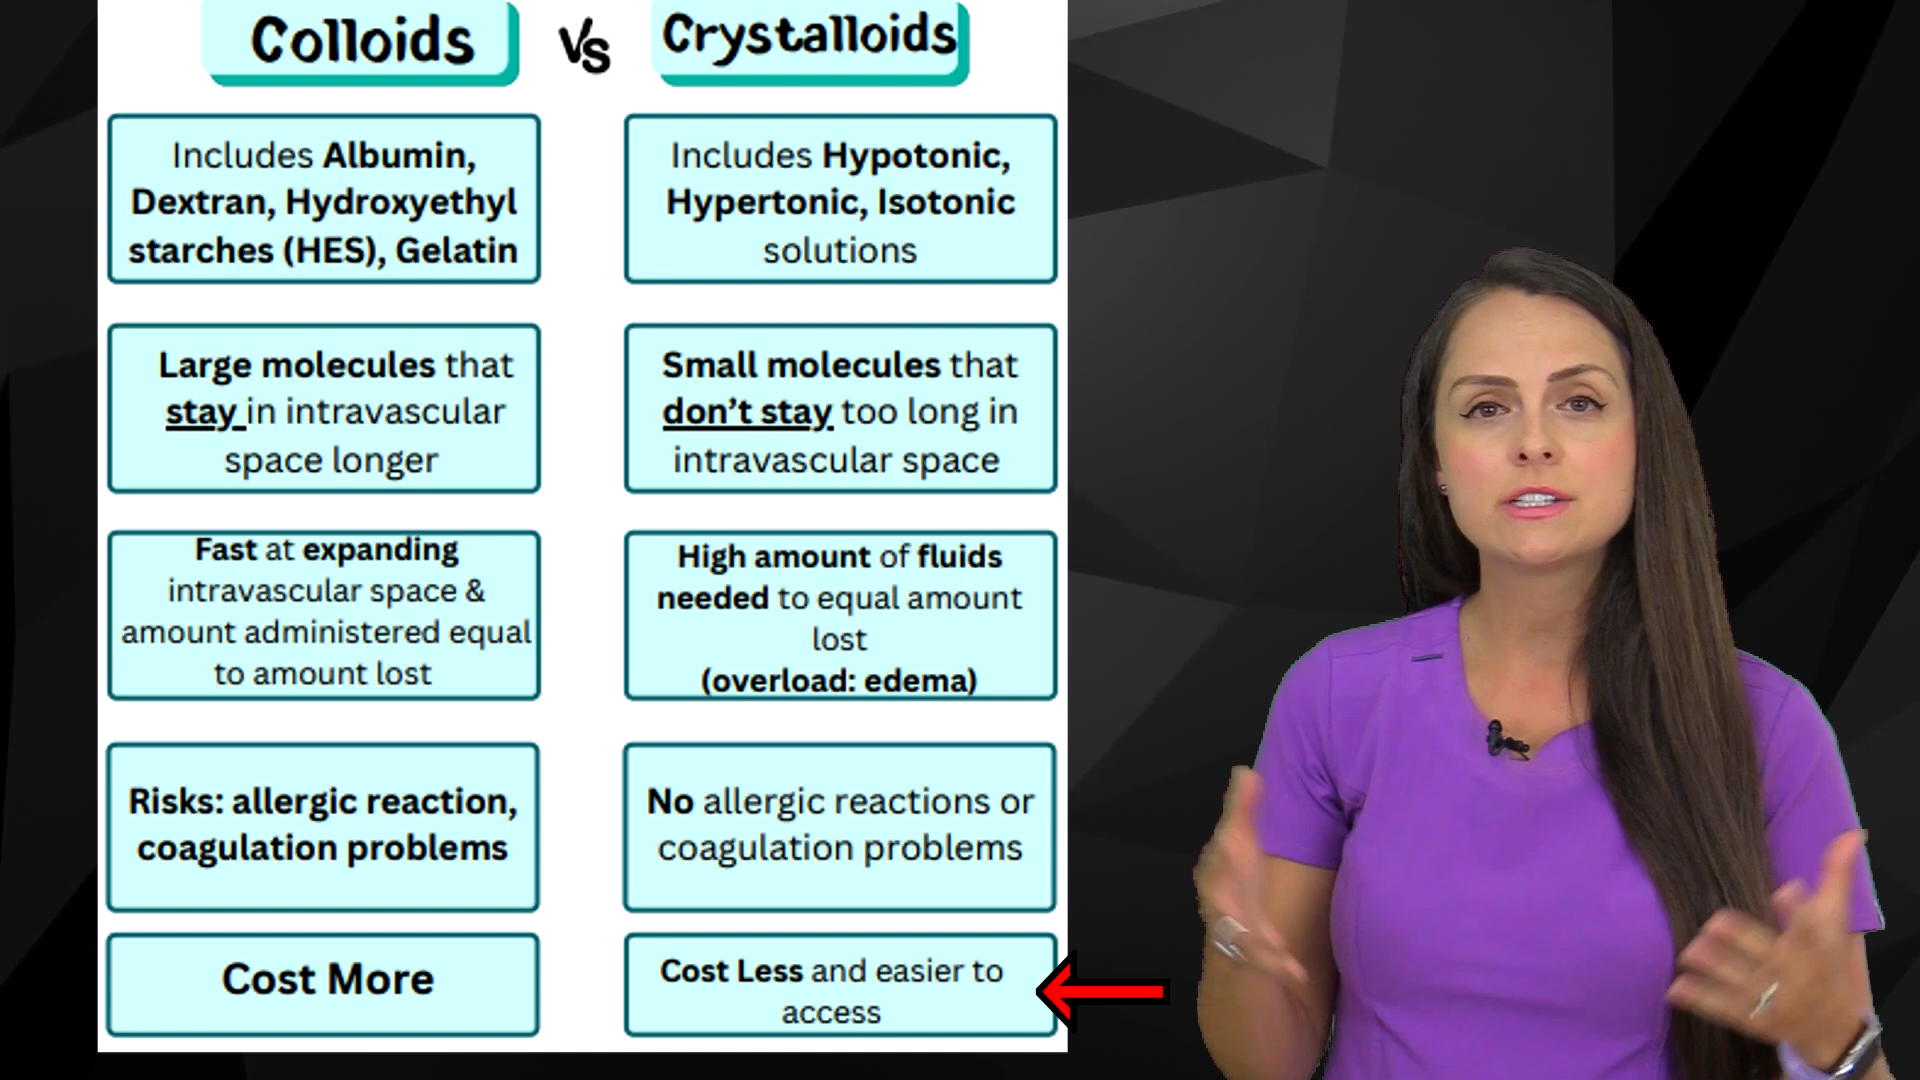 Colloids vs Crystalloids
Includes Albumin,
Dextran, Hydroxyethyl
starches (HES), Gelatin
Includes Hypotonic,
Hypertonic, Isotonic
solutions
Large molecules that
stay in intravascular
space longer
Small molecules that
don't stay too long in
intravascular space
Fast at expanding
intravascular space &
amount administered equal
to amount lost
High amount of fluids
needed to equal amount
lost
(overload: edema)
Risks: allergic reaction,
coagulation problems
No allergic reactions or
coagulation problems
Cost More
Cost Less and easier to
access